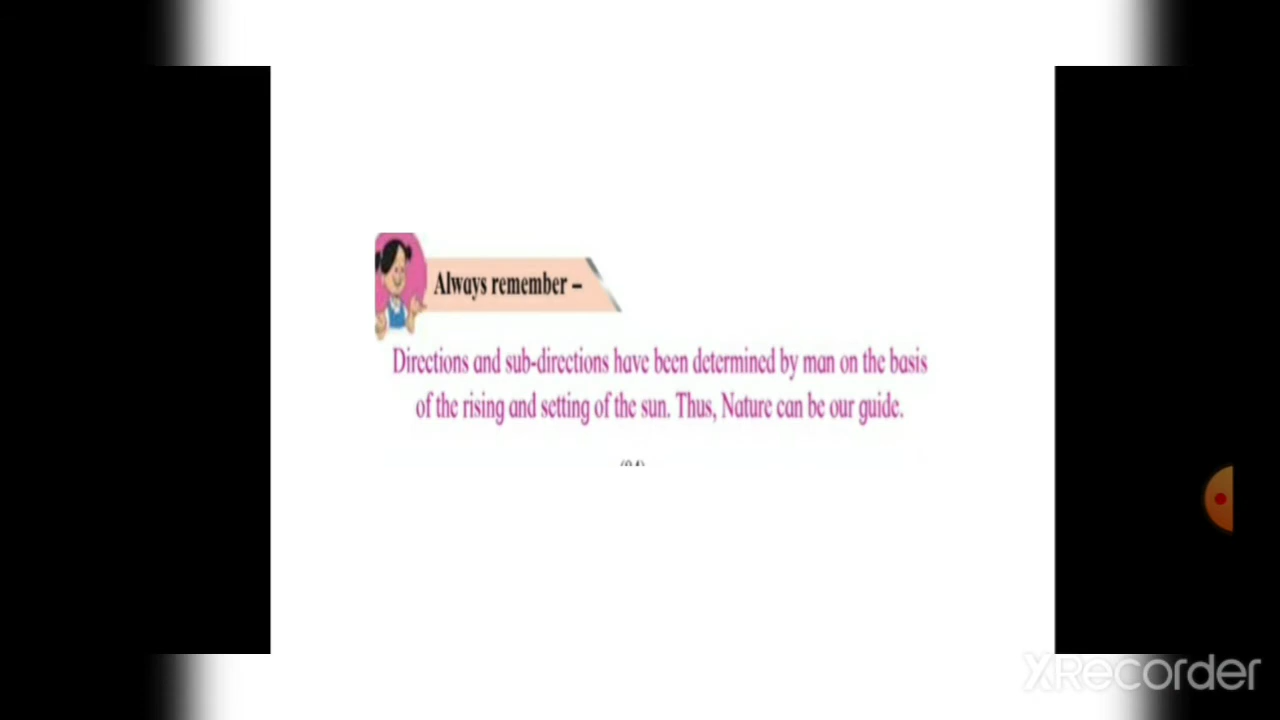 Always remember –
Directions and sub-directions have been determined by man on the basis
of the rising and setting of the sun. Thus, Nature can be our guide.
XRecorder